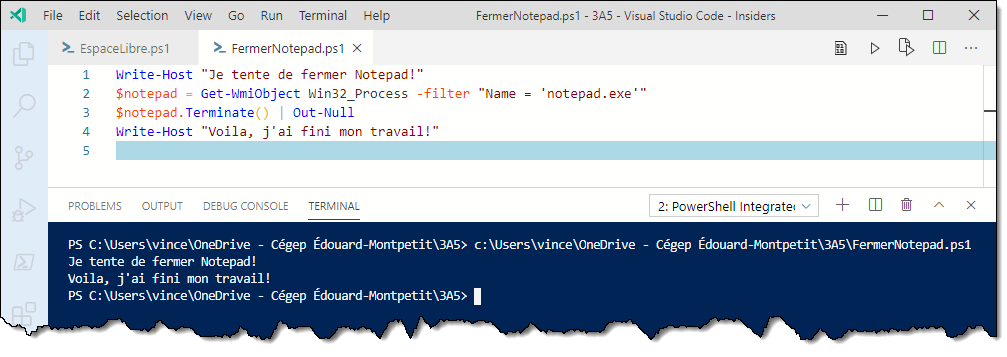 File Edit Selection View Go Run Terminal Help FermerNotepad.ps1 - 3A5 - Visual Studio Code - Insiders
EspaceLibre.ps1 FermerNotepad.ps1
1 Write-Host "Je tente de fermer Notepad!"
2 $notepad = Get-WmiObject Win32_Process -filter "Name = 'notepad.exe'"
3 $notepad.Terminate() | Out-Null
4 Write-Host "Voila, j'ai fini mon travail!"
5
PROBLEMS OUTPUT DEBUG CONSOLE TERMINAL 2: PowerShell Integrated
PS C:\Users\vince\OneDrive - Cégep Édouard-Montpetit\3A5> c:\Users\vince\OneDrive - Cégep Édouard-Montpetit\3A5\FermerNotepad.ps1
Je tente de fermer Notepad!
Voila, j'ai fini mon travail!
PS C:\Users\vince\OneDrive - Cégep Édouard-Montpetit\3A5>